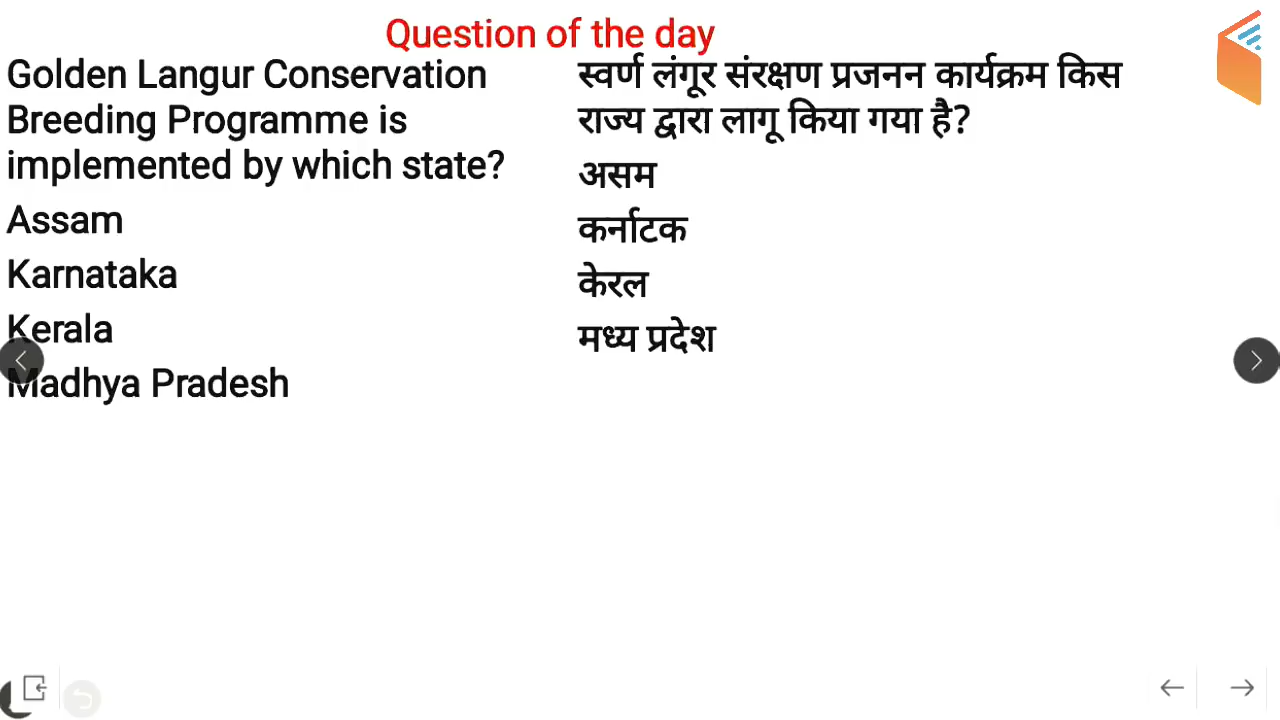 Question of the day
Golden Langur Conservation
Breeding Programme is
implemented by which state?
Assam
Karnataka
Kerala
Madhya Pradesh
स्वर्ण लंगूर संरक्षण प्रजनन कार्यक्रम किस
राज्य द्वारा लागू किया गया है?
असम
कर्नाटक
केरल
मध्य प्रदेश